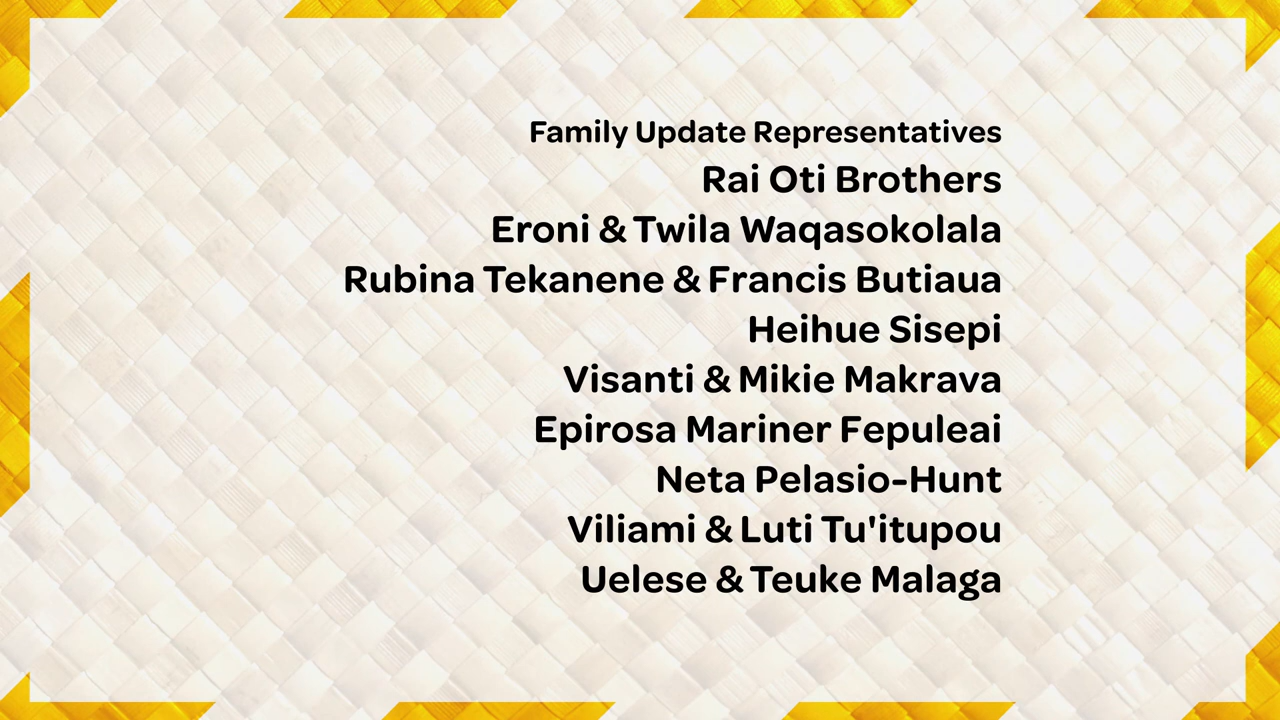 Family Update Representatives
Rai Oti Brothers
Eroni & Twila Waqasokolala
Rubina Tekanene & Francis Butiaua
Heihue Sisepi
Visanti & Mikie Makrava
Epirosa Mariner Fepuleai
Neta Pelasio-Hunt
Viliami & Luti Tu'itupou
Uelese & Teuke Malaga